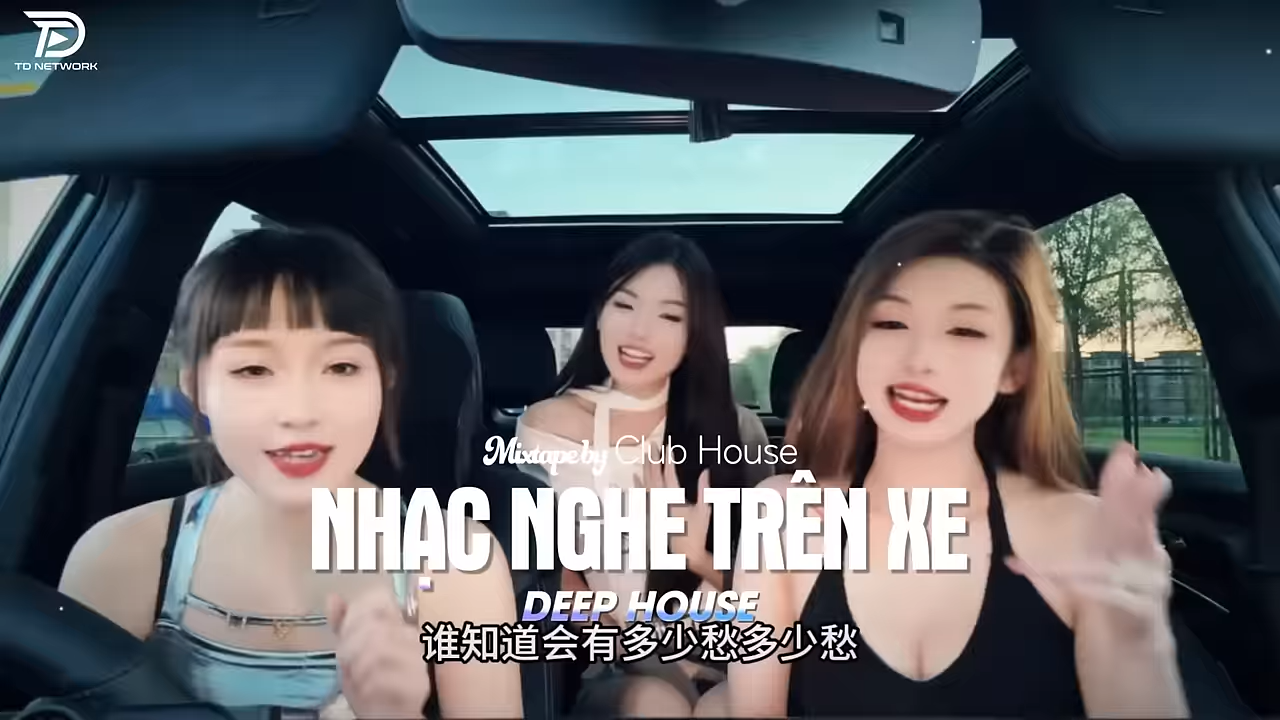 TD NETWORK
Mixtape by Club House
NHẠC NGHE TRÊN XE
DEEP HOUSE
谁知道会有多少愁多少愁